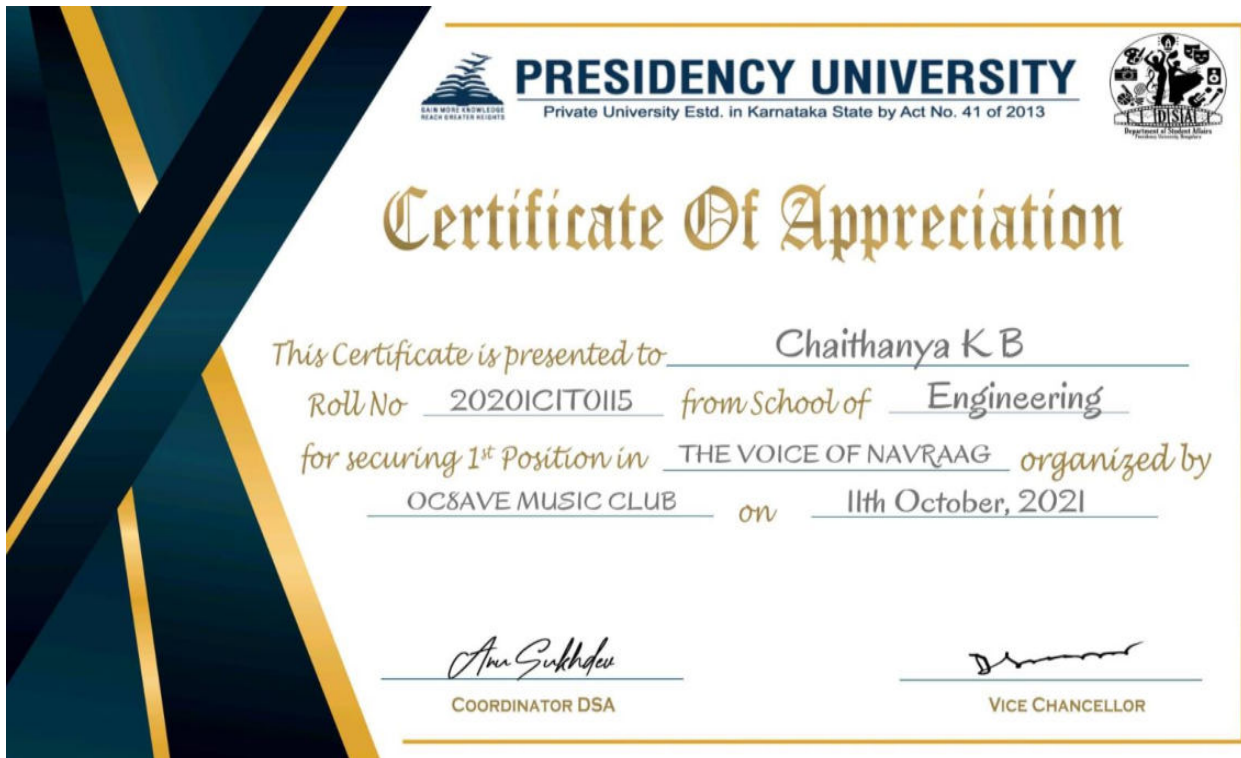 PRESIDENCY UNIVERSITY
GAIN MORE KNOWLEDGE
REACH GREATER HEIGHTS
Private University Estd. in Karnataka State by Act No. 41 of 2013
DSA
Department of Student Affairs
Presidency University, Bengaluru
Certificate Of Appreciation
This Certificate is presented to Chaithanya K B
Roll No 20201CIT0115 from School of Engineering
for securing 1st Position in THE VOICE OF NAVRAAG organized by
OC8AVE MUSIC CLUB on 11th October, 2021
Anu Sukhdev
COORDINATOR DSA
VICE CHANCELLOR